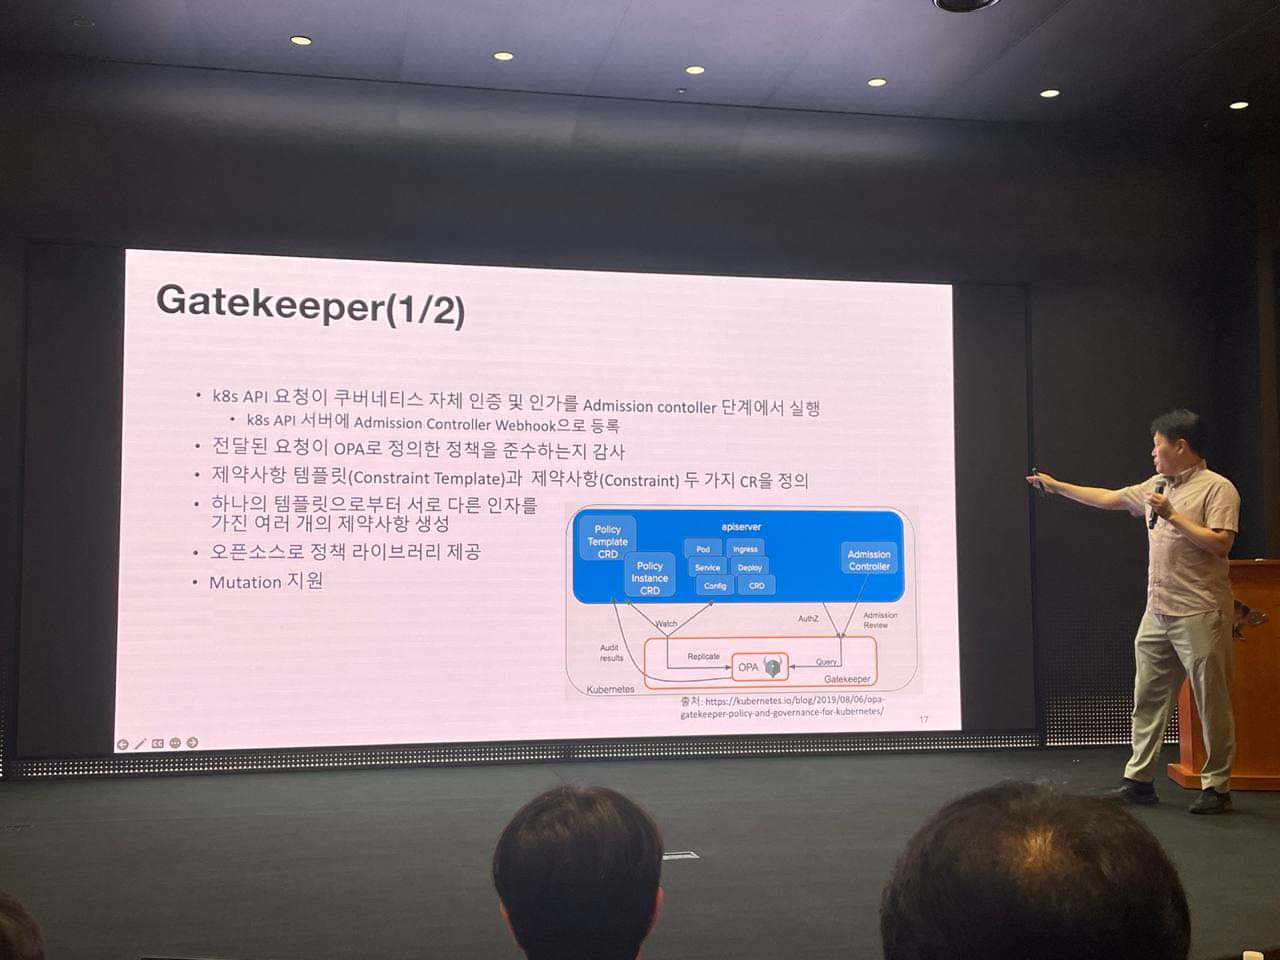 Gatekeeper(1/2)
• k8s API 요청이 쿠버네티스 자체 인증 및 인가를 Admission contoller 단계에서 실행
• k8s API 서버에 Admission Controller Webhook으로 등록
• 전달된 요청이 OPA로 정의한 정책을 준수하는지 감사
• 제약사항 템플릿(Constraint Template)과 제약사항(Constraint) 두 가지 CR을 정의
• 하나의 템플릿으로부터 서로 다른 인자를
가진 여러 개의 제약사항 생성
• 오픈소스로 정책 라이브러리 제공
• Mutation 지원
apiserver
Policy
Template
CRD
Policy
Instance
CRD
Pod
Ingress
Service
Deploy
Config
CRD
Admission
Controller
Watch
AuthZ
Admission
Review
Audit
results
Replicate
OPA
Query
Gatekeeper
Kubernetes
출처: https://kubernetes.io/blog/2019/08/06/opa-
gatekeeper-policy-and-governance-for-kubernetes/
17